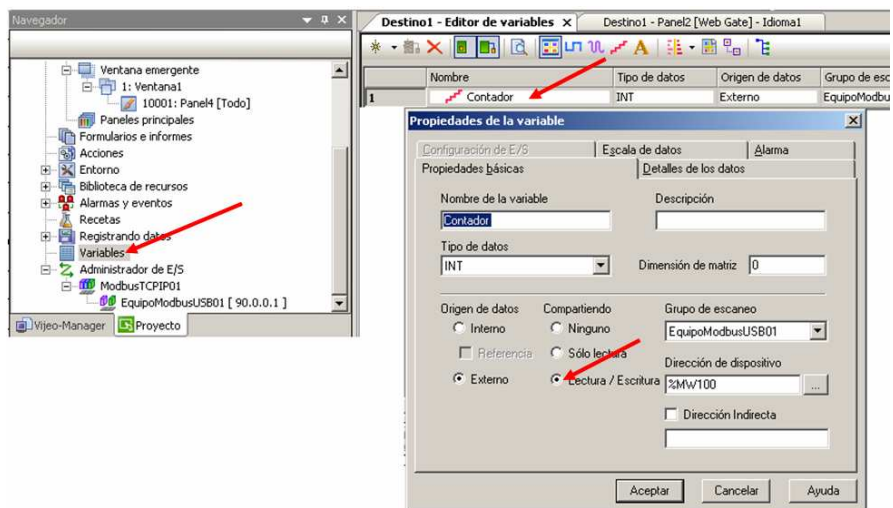 Navegador
Ventana emergente
1: Ventana1
10001: Panel4 [Todo]
Paneles principales
Formularios e informes
Acciones
Entorno
Biblioteca de recursos
Alarmas y eventos
Recetas
Registrando datos
Variables
Administrador de E/S
ModbusTCPIP01
EquipoModbusUSB01 [ 90.0.0.1 ]
Vijeo-Manager Proyecto
Destino1 - Editor de variables X Destino1 - Panel2 [Web Gate] - Idioma1
Nombre Tipo de datos Origen de datos Grupo de esc
1 Contador INT Externo EquipoModbu
Propiedades de la variable
Configuración de E/S Escala de datos Alarma
Propiedades básicas Detalles de los datos
Nombre de la variable Descripción
Contador
Tipo de datos
INT Dimensión de matriz 0
Origen de datos Compartiendo Grupo de escaneo
Interno Ninguno EquipoModbusUSB01
Referencia Sólo lectura Dirección de dispositivo
Externo Lectura / Escritura %MW100 ...
Dirección Indirecta
Aceptar Cancelar Ayuda